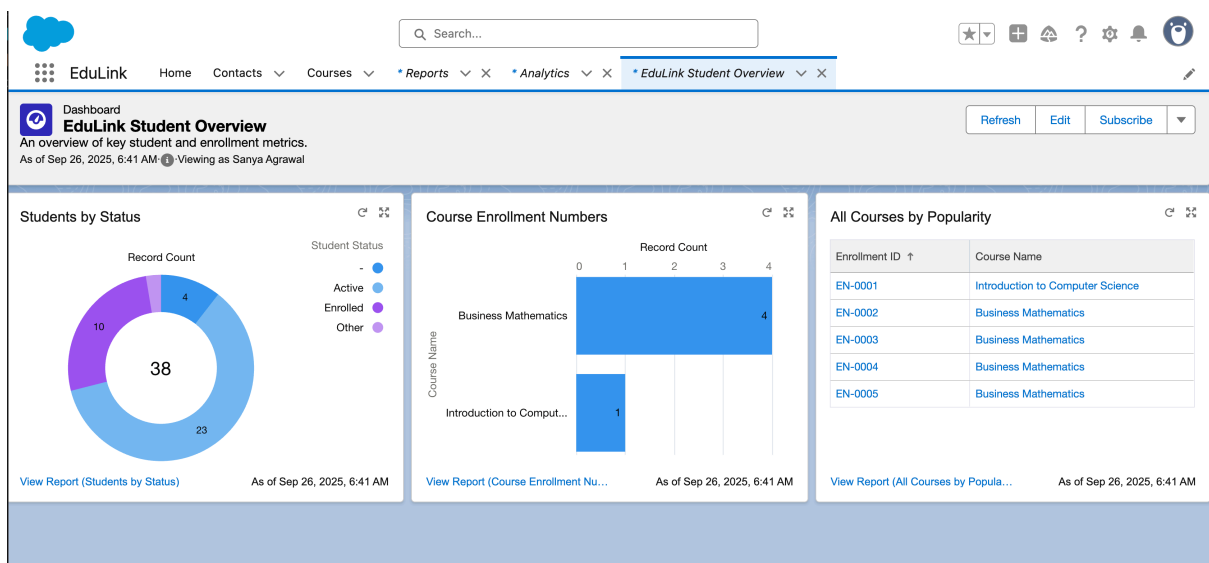 Search...
EduLink Home Contacts Courses * Reports * Analytics * EduLink Student Overview
Dashboard
EduLink Student Overview
An overview of key student and enrollment metrics.
As of Sep 26, 2025, 6:41 AM·Viewing as Sanya Agrawal
Refresh Edit Subscribe
Students by Status
Record Count
Student Status
-
Active
Enrolled
Other
4
10
38
23
View Report (Students by Status) As of Sep 26, 2025, 6:41 AM
Course Enrollment Numbers
Record Count
0 1 2 3 4
Course Name
Business Mathematics 4
Introduction to Comput... 1
View Report (Course Enrollment Nu... As of Sep 26, 2025, 6:41 AM
All Courses by Popularity
Enrollment ID ↑ Course Name
EN-0001 Introduction to Computer Science
EN-0002 Business Mathematics
EN-0003 Business Mathematics
EN-0004 Business Mathematics
EN-0005 Business Mathematics
View Report (All Courses by Popula... As of Sep 26, 2025, 6:41 AM